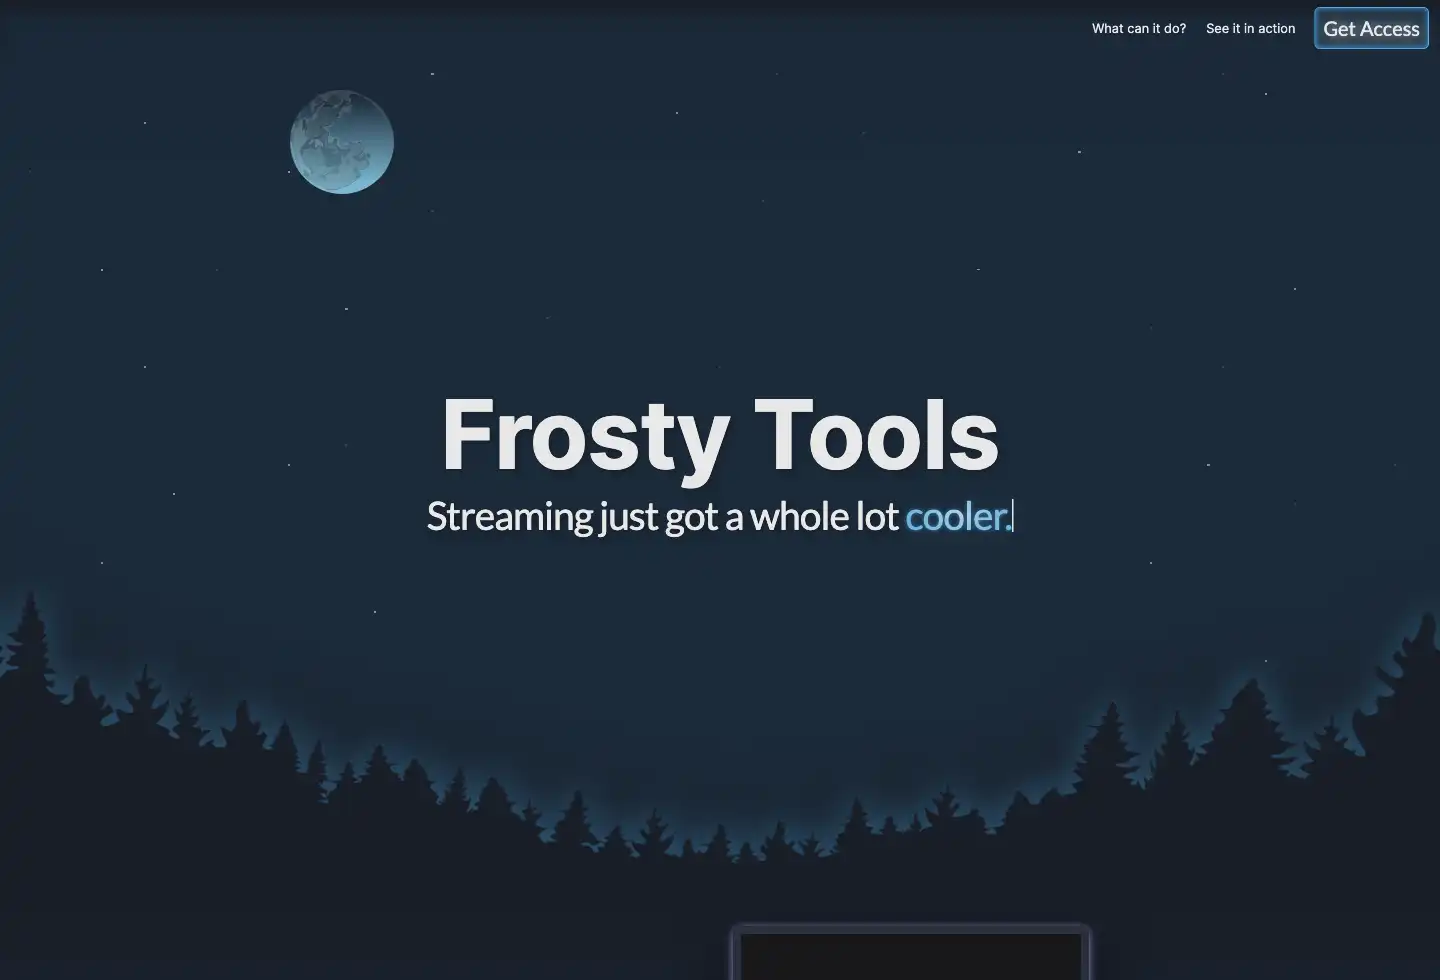 What can it do?
See it in action
Get Access
Frosty Tools
Streaming just got a whole lot cooler.